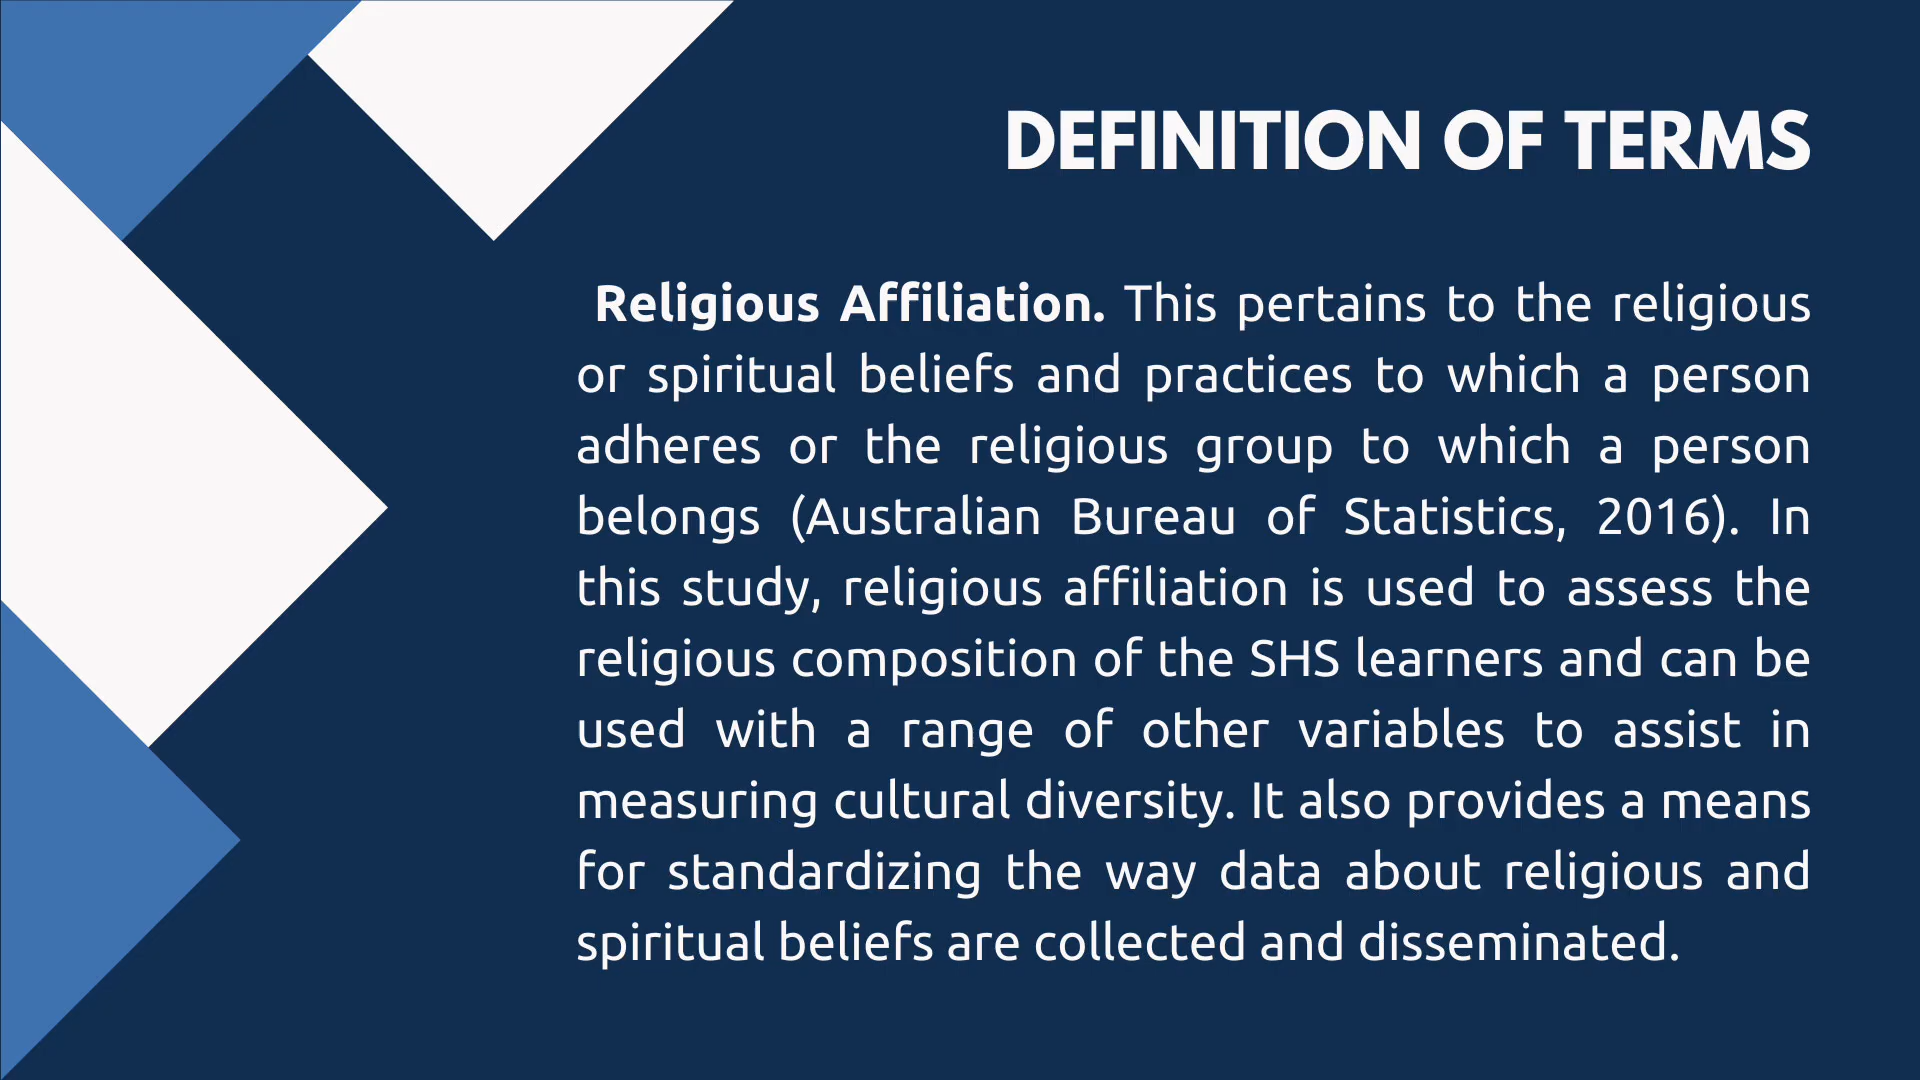 DEFINITION OF TERMS
Religious Affiliation. This pertains to the religious
or spiritual beliefs and practices to which a person
adheres or the religious group to which a person
belongs (Australian Bureau of Statistics, 2016). In
this study, religious affiliation is used to assess the
religious composition of the SHS learners and can be
used with a range of other variables to assist in
measuring cultural diversity. It also provides a means
for standardizing the way data about religious and
spiritual beliefs are collected and disseminated.